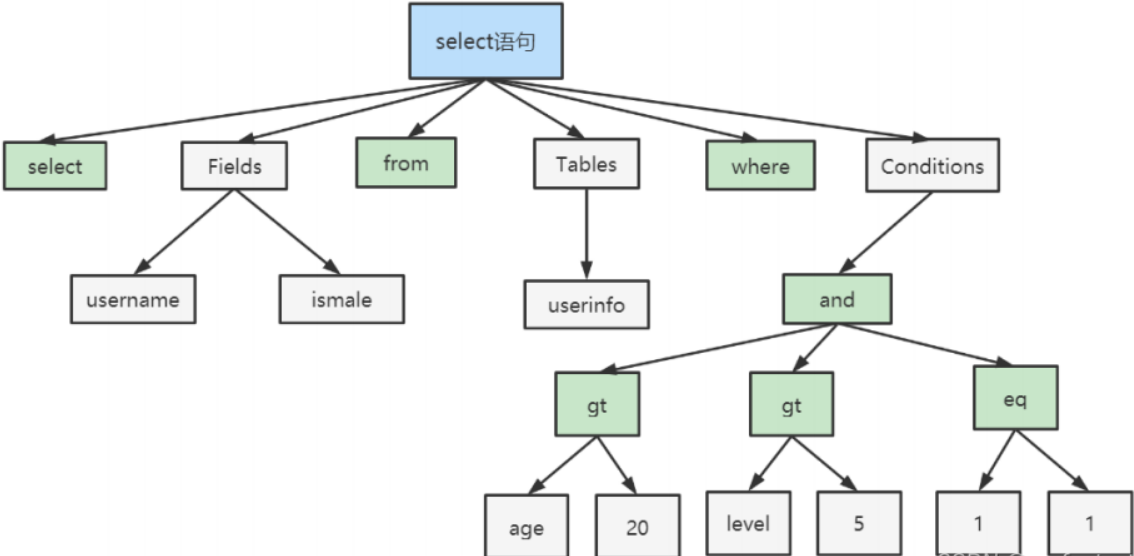 select语句
select
Fields
from
Tables
where
Conditions
username
ismale
userinfo
and
gt
gt
eq
age
20
level
5
1
1